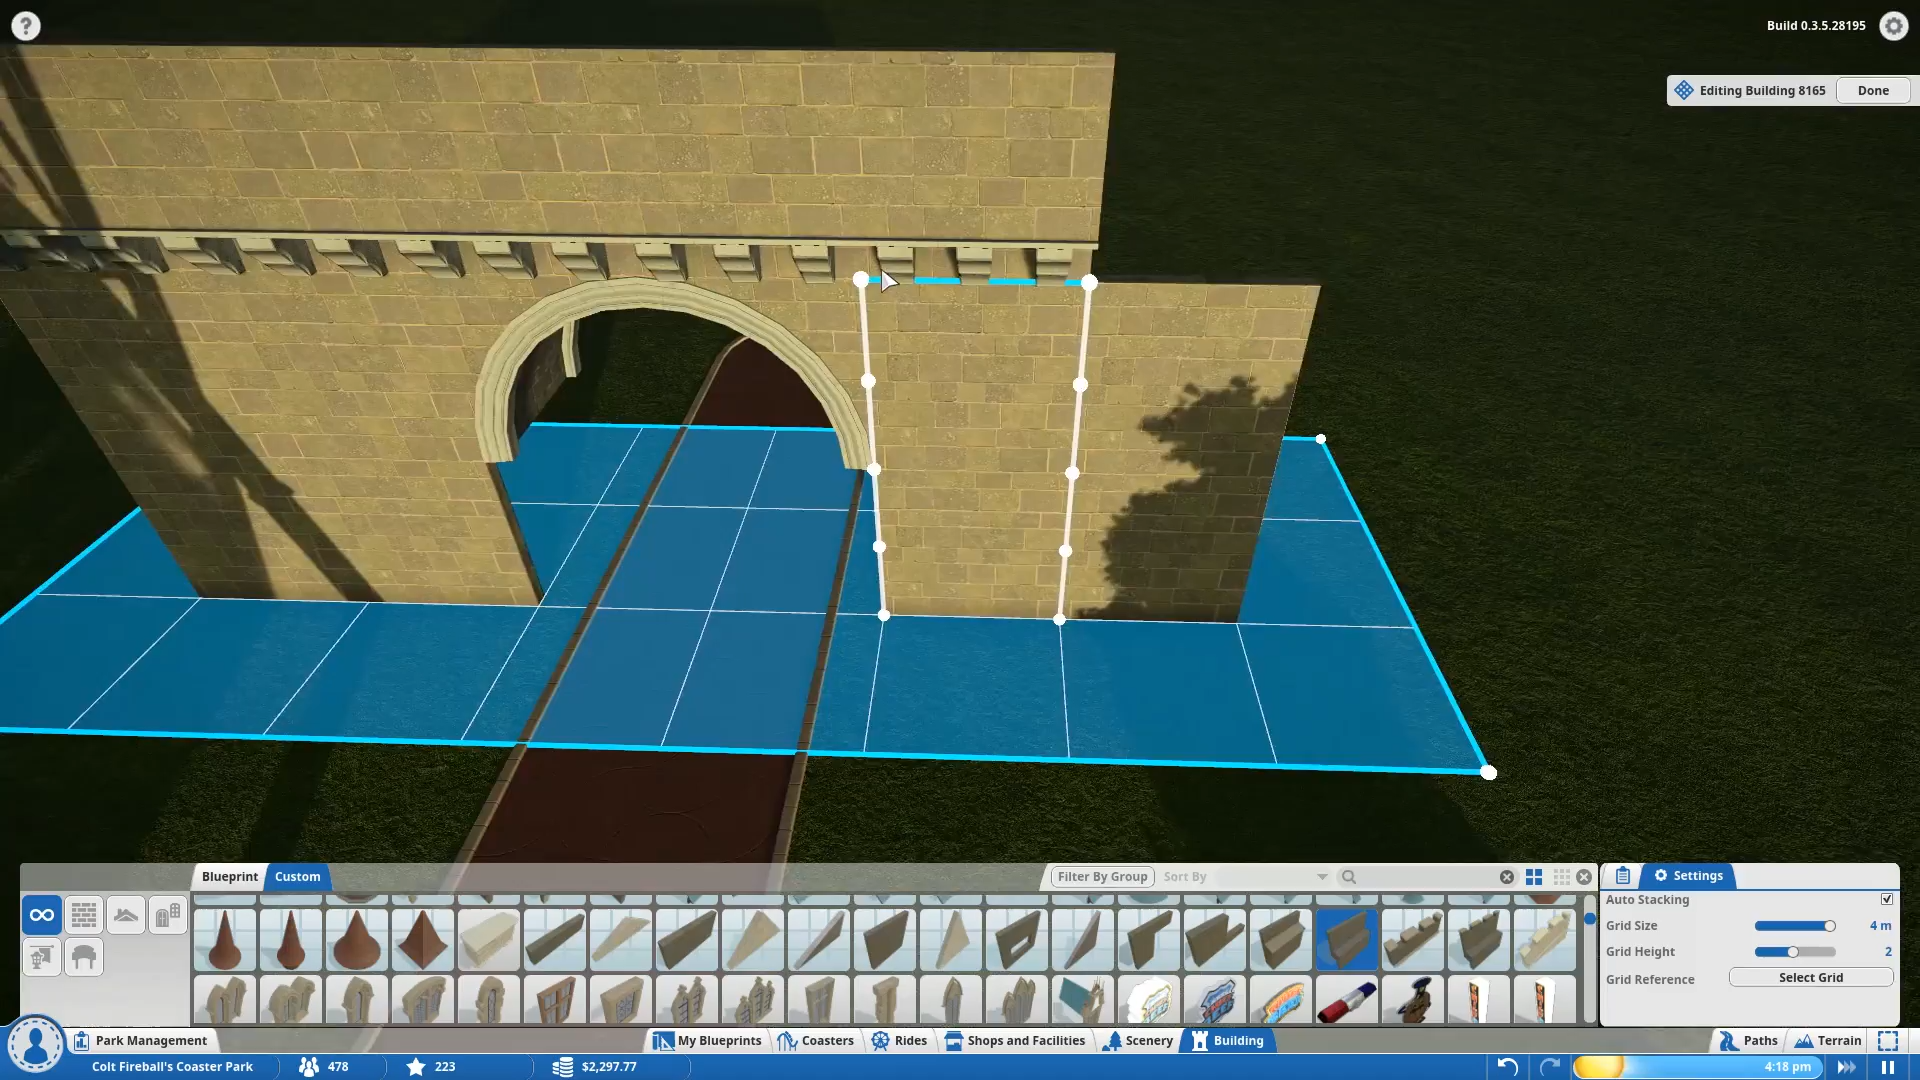 ?
Build 0.3.5.28195
Editing Building 8165
Done
Blueprint
Custom
Filter By Group
Sort By
Settings
Auto Stacking
Grid Size
4 m
Grid Height
2
Grid Reference
Select Grid
Park Management
My Blueprints
Coasters
Rides
Shops and Facilities
Scenery
Building
Paths
Terrain
Colt Fireball's Coaster Park
478
223
$2,297.77
4:18 pm